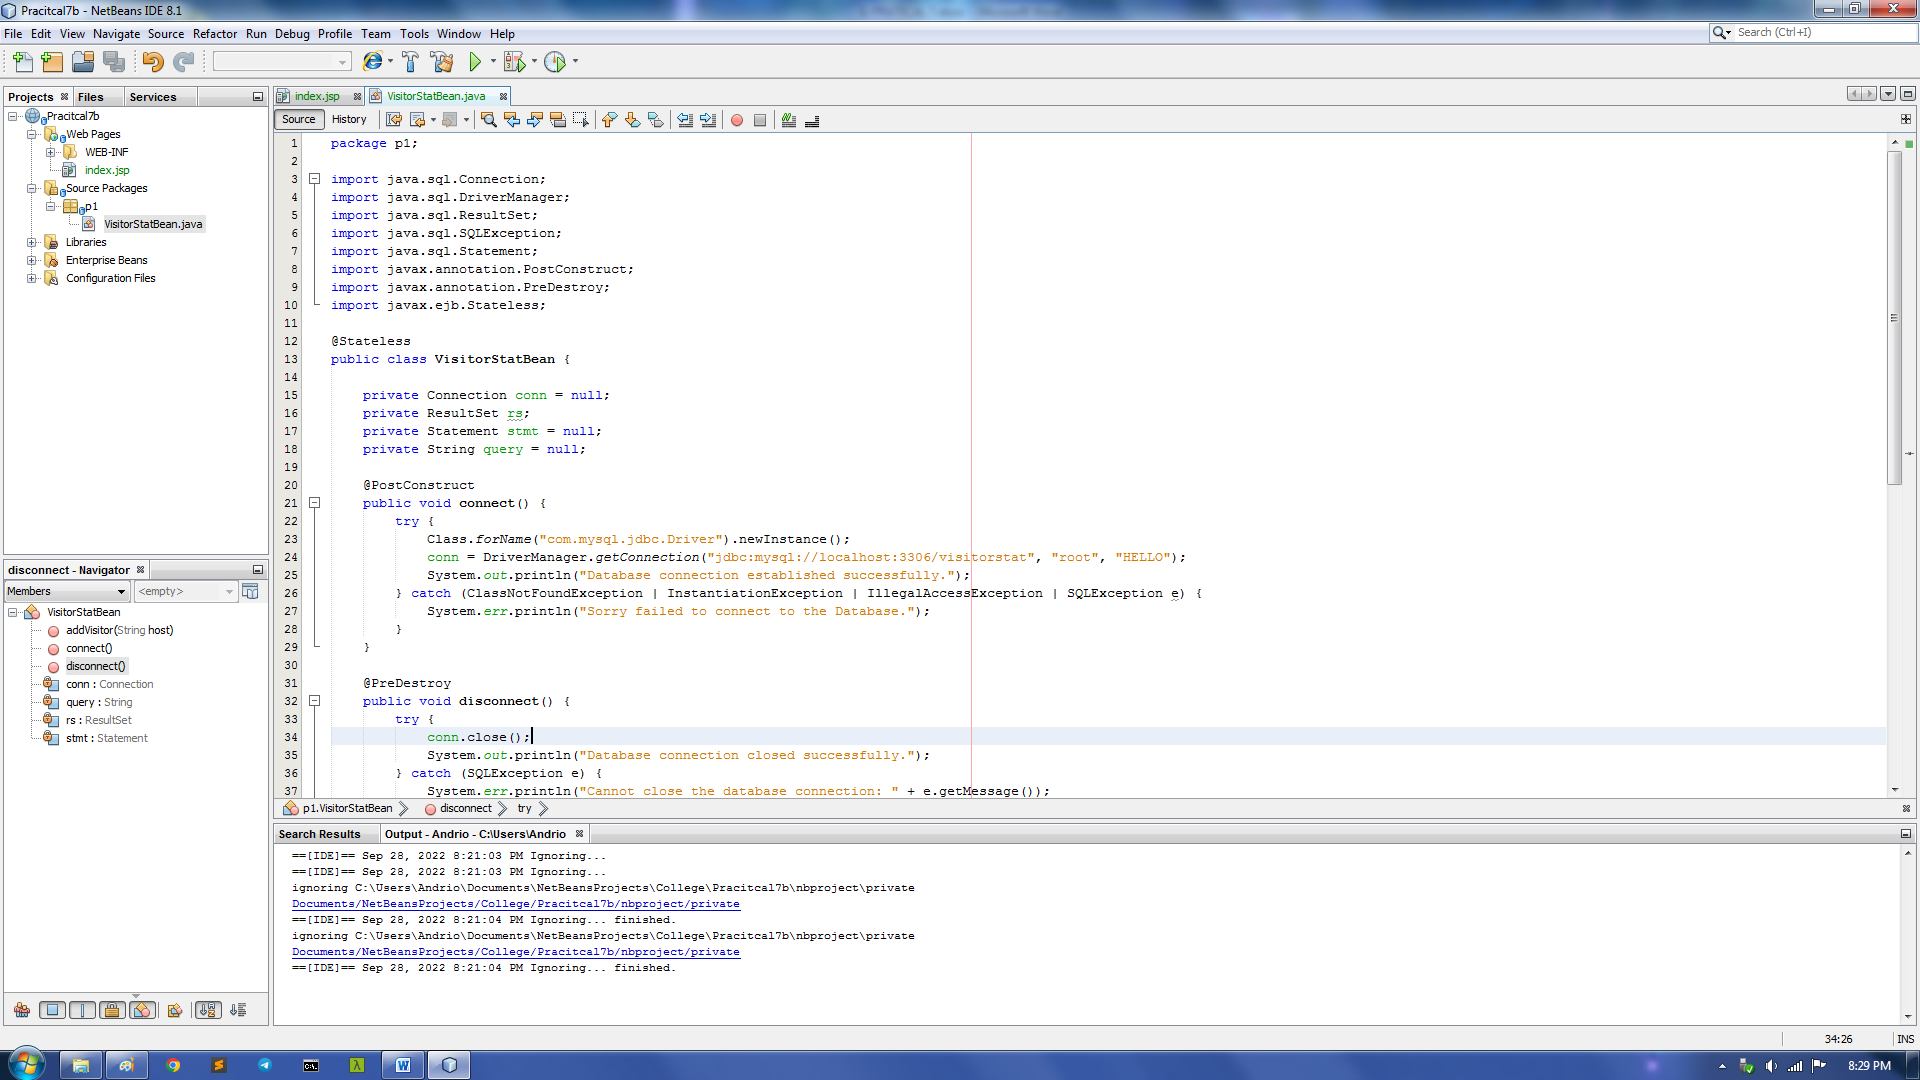 Pracitcal7b - NetBeans IDE 8.1
File Edit View Navigate Source Refactor Run Debug Profile Team Tools Window Help
Search (Ctrl+I)
Projects Files Services
Pracitcal7b
Web Pages
WEB-INF
index.jsp
Source Packages
p1
VisitorStatBean.java
Libraries
Enterprise Beans
Configuration Files
disconnect - Navigator
Members <empty>
VisitorStatBean
addVisitor(String host)
connect()
disconnect()
conn : Connection
query : String
rs : ResultSet
stmt : Statement
index.jsp VisitorStatBean.java
Source History
1 package p1;
2
3 import java.sql.Connection;
4 import java.sql.DriverManager;
5 import java.sql.ResultSet;
6 import java.sql.SQLException;
7 import java.sql.Statement;
8 import javax.annotation.PostConstruct;
9 import javax.annotation.PreDestroy;
10 import javax.ejb.Stateless;
11
12 @Stateless
13 public class VisitorStatBean {
14
15 private Connection conn = null;
16 private ResultSet rs;
17 private Statement stmt = null;
18 private String query = null;
19
20 @PostConstruct
21 public void connect() {
22 try {
23 Class.forName("com.mysql.jdbc.Driver").newInstance();
24 conn = DriverManager.getConnection("jdbc:mysql://localhost:3306/visitorstat", "root", "HELLO");
25 System.out.println("Database connection established successfully.");
26 } catch (ClassNotFoundException | InstantiationException | IllegalAccessException | SQLException e) {
27 System.err.println("Sorry failed to connect to the Database.");
28 }
29 }
30
31 @PreDestroy
32 public void disconnect() {
33 try {
34 conn.close();
35 System.out.println("Database connection closed successfully.");
36 } catch (SQLException e) {
37 System.err.println("Cannot close the database connection: " + e.getMessage());
p1.VisitorStatBean disconnect try
Search Results Output - Andrio - C:\Users\Andrio
==[IDE]== Sep 28, 2022 8:21:03 PM Ignoring...
==[IDE]== Sep 28, 2022 8:21:03 PM Ignoring...
ignoring C:\Users\Andrio\Documents\NetBeansProjects\College\Pracitcal7b\nbproject\private
Documents/NetBeansProjects/College/Pracitcal7b/nbproject/private
==[IDE]== Sep 28, 2022 8:21:04 PM Ignoring... finished.
ignoring C:\Users\Andrio\Documents\NetBeansProjects\College\Pracitcal7b\nbproject\private
Documents/NetBeansProjects/College/Pracitcal7b/nbproject/private
==[IDE]== Sep 28, 2022 8:21:04 PM Ignoring... finished.
34:26 INS
8:29 PM